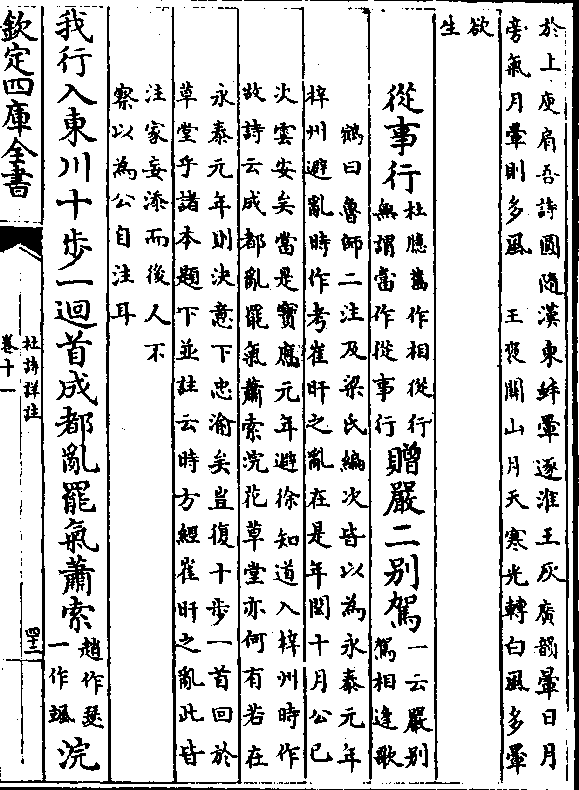 於上庾肩吾詩圓隨漢東蚌暈逐淮王灰廣韻暈日月
旁氣月暈則多風　王褒關山月天寒光轉白風多暈
欲
生
從事行杜臆舊作相從行
無謂當作從事行贈嚴二别駕一云嚴别
駕相逢歌
鶴曰魯師二注及梁氏編次皆以為永泰元年
梓州避亂時作考崔旰之亂在是年閏十月公已
次雲安矣當是寶應元年避徐知道入梓州時作
故詩云成都亂罷氣蕭索浣花草堂亦何有若在
永泰元年則決意下忠渝矣豈復十步一首回於
草堂乎諸本題下並註云時方經崔旰之亂此皆
注家妄添而後人不
察以為公自注耳
我行入東川十步一迴首成都亂罷氣蕭索趙作瑟
一作颯浣
欽定四庫全書
杜詩詳註
卷十一
四三